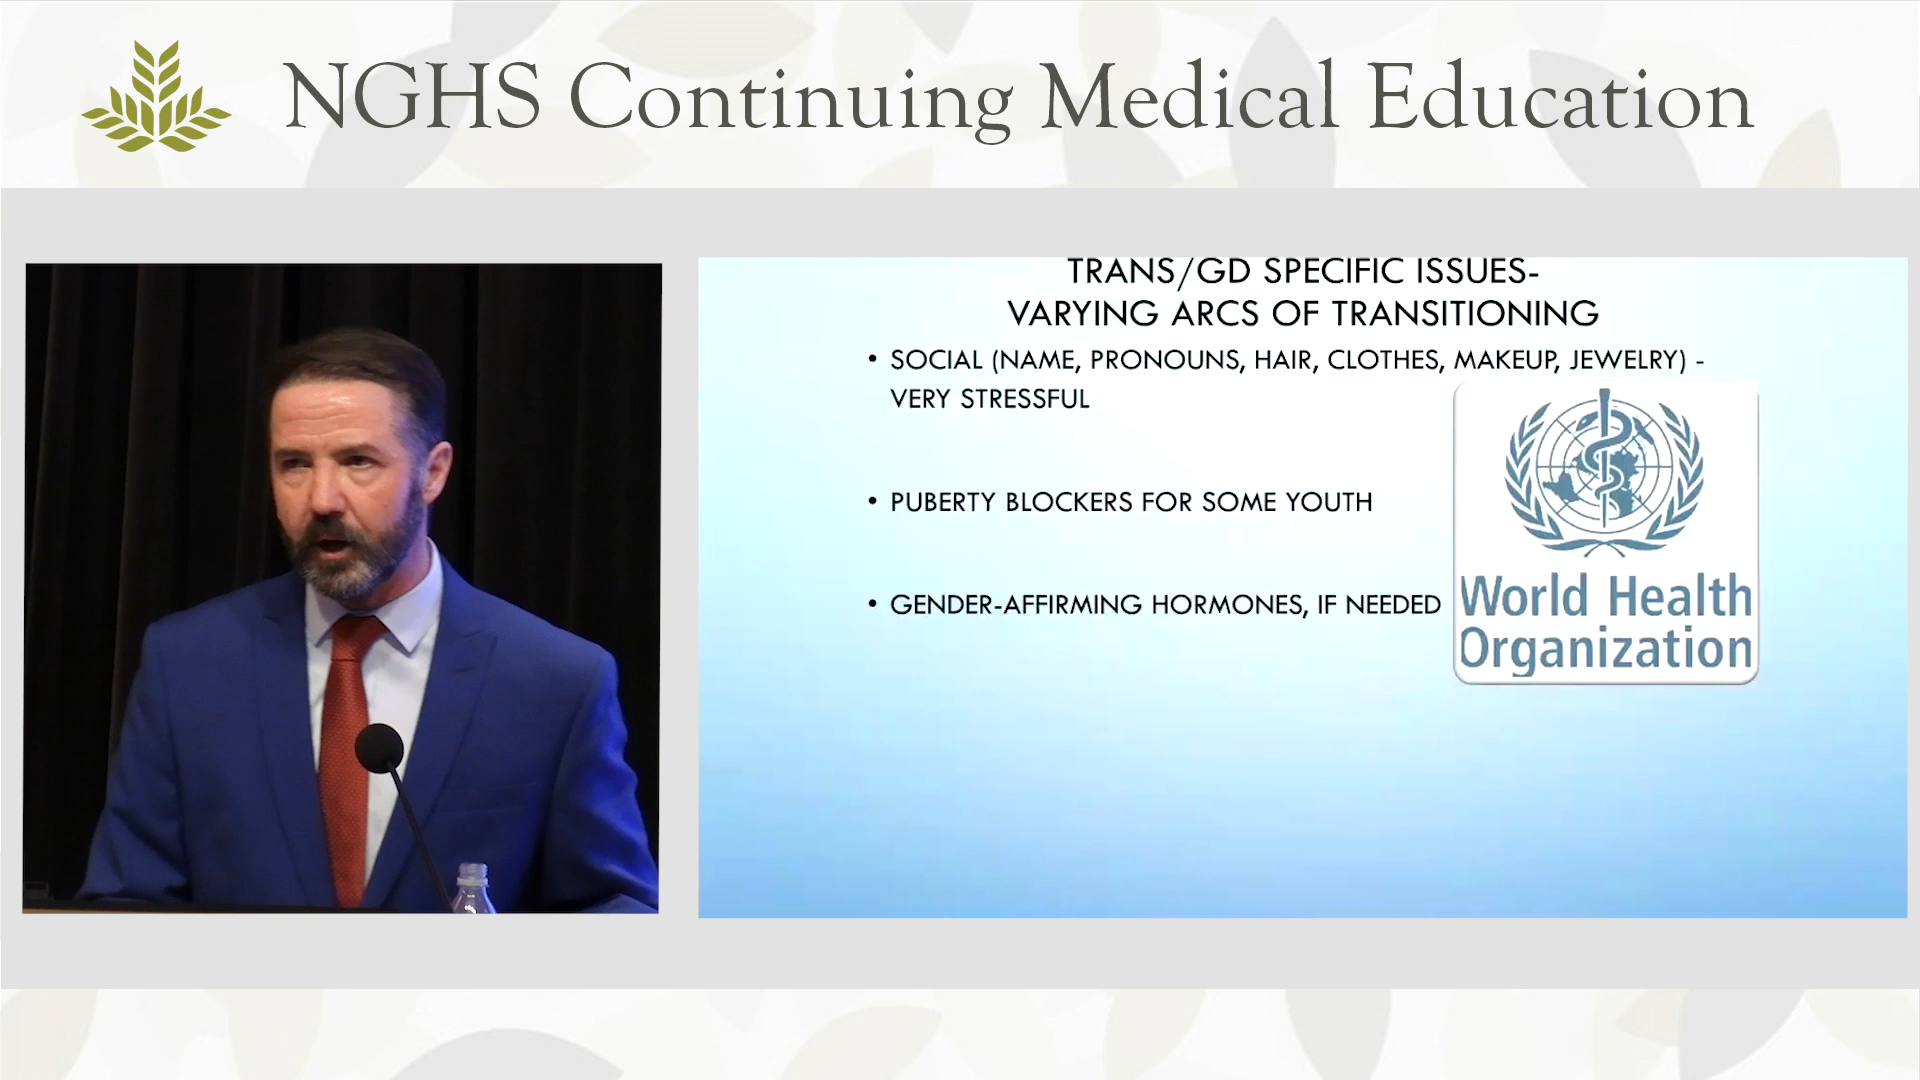 NGHS Continuing Medical Education
TRANS/GD SPECIFIC ISSUES-
VARYING ARCS OF TRANSITIONING
• SOCIAL (NAME, PRONOUNS, HAIR, CLOTHES, MAKEUP, JEWELRY) -
VERY STRESSFUL
• PUBERTY BLOCKERS FOR SOME YOUTH
• GENDER-AFFIRMING HORMONES, IF NEEDED
World Health
Organization